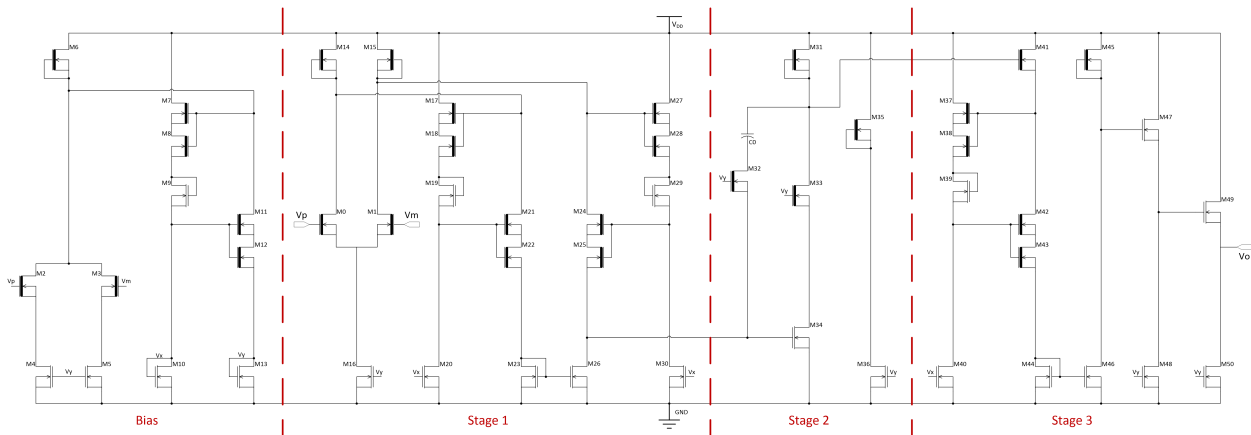 VDD
M6
M14
M15
M31
M41
M45
M7
M17
M27
M37
M8
M18
M28
M35
M38
M47
CD
M9
M19
M29
M32
Vy
M33
Vy
M39
M11
Vp
M0
M1
Vm
M21
M24
M42
M49
M12
M22
M25
M43
Vo
M2
M3
Vp
Vm
M34
M4
M5
Vy
Vx
M10
Vy
M13
M16
Vy
Vx
M20
M23
M26
M30
Vx
M36
Vy
Vx
M40
M44
M46
Vy
M48
Vy
M50
GND
Bias
Stage 1
Stage 2
Stage 3